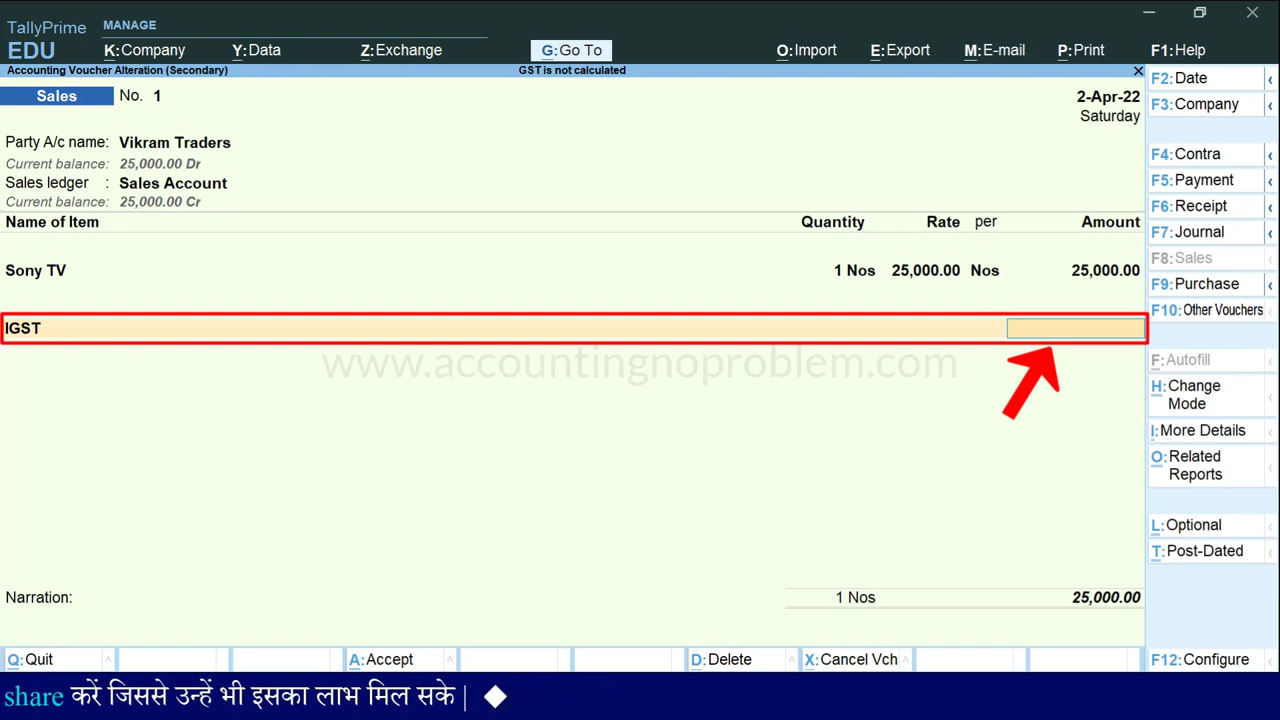 TallyPrime MANAGE
EDU K:Company Y:Data Z:Exchange G:Go To O:Import E:Export M:E-mail P:Print F1:Help
Accounting Voucher Alteration (Secondary) GST is not calculated
Sales No. 1 2-Apr-22
Saturday
Party A/c name: Vikram Traders
Current balance: 25,000.00 Dr
Sales ledger : Sales Account
Current balance: 25,000.00 Cr
Name of Item Quantity Rate per Amount
Sony TV 1 Nos 25,000.00 Nos 25,000.00
IGST
www.accountingnoproblem.com
Narration: 1 Nos 25,000.00
F2:Date
F3:Company
F4:Contra
F5:Payment
F6:Receipt
F7:Journal
F8:Sales
F9:Purchase
F10:Other Vouchers
F:Autofill
H:Change
Mode
I:More Details
O:Related
Reports
L:Optional
T:Post-Dated
Q:Quit A:Accept D:Delete X:Cancel Vch F12:Configure
share करें जिससे उन्हें भी इसका लाभ मिल सके |